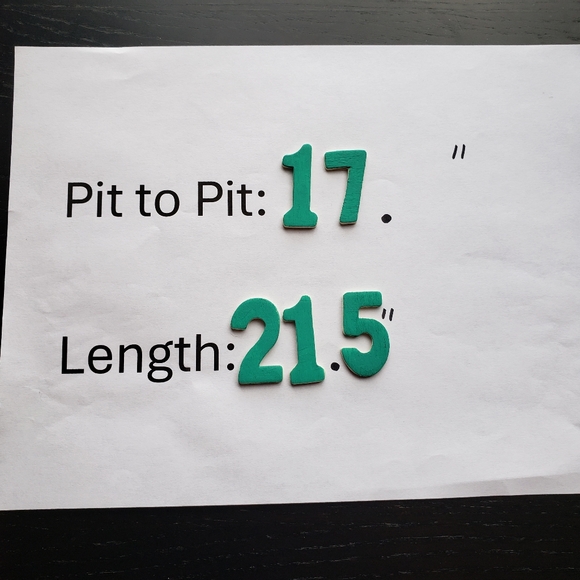 Pit to Pit: 17. "
Length: 21.5"